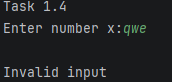 Task 1.4
Enter number x:qwe
Invalid input